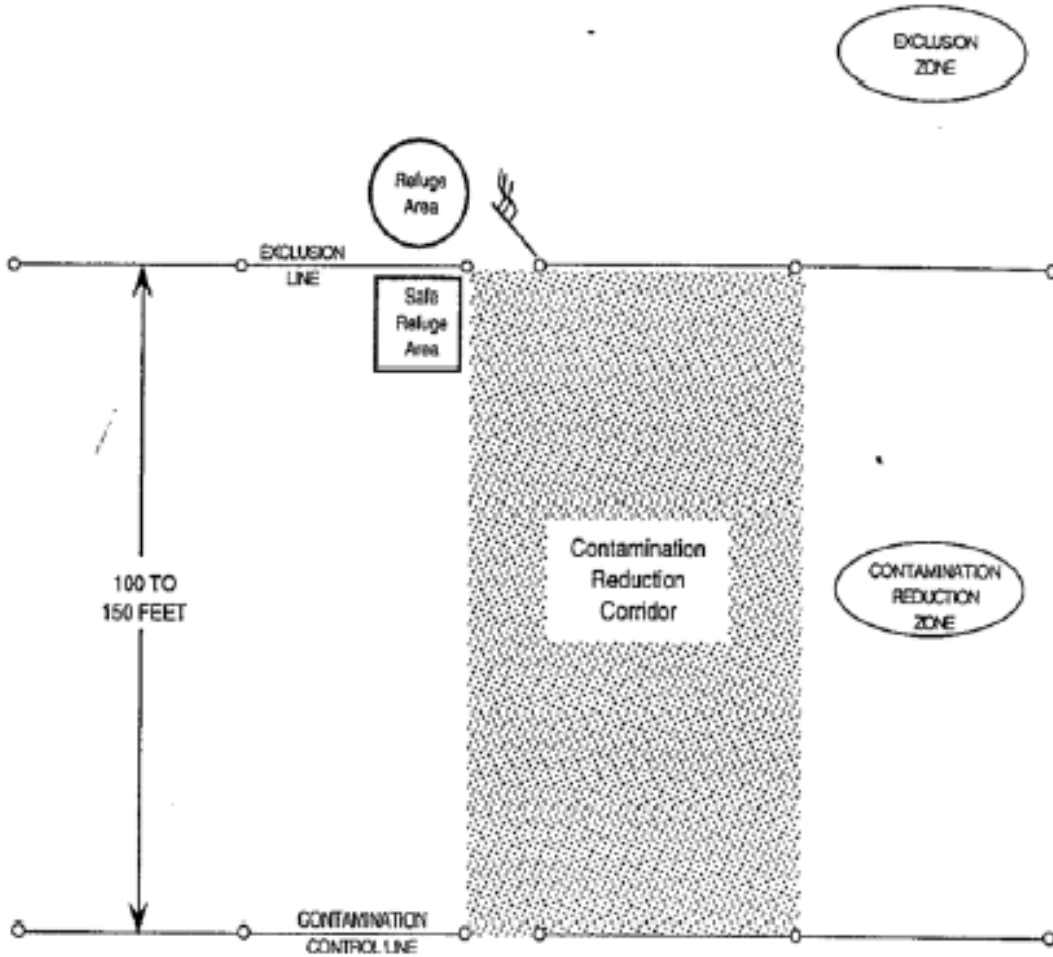 EXCLUSION
ZONE
Refuge
Area
EXCLUSION
LINE
Safe
Refuge
Area
Contamination
Reduction
Corridor
CONTAMINATION
REDUCTION
ZONE
100 TO
150 FEET
CONTAMINATION
CONTROL LINE